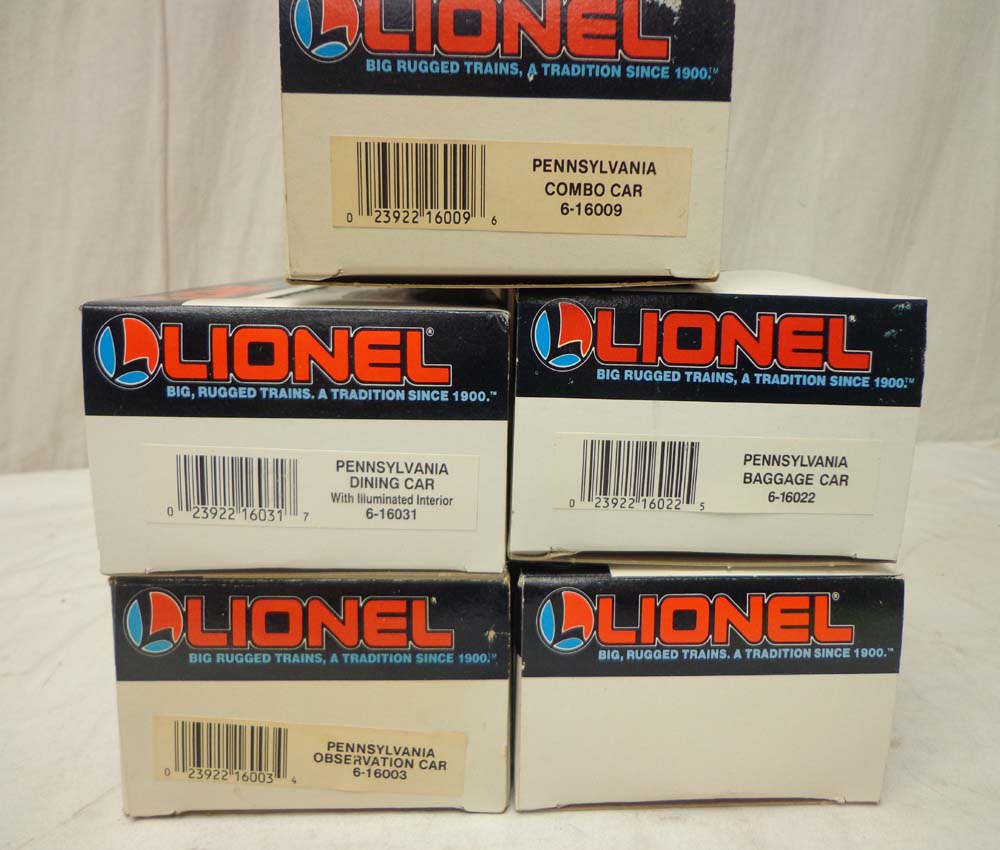 LIONEL
BIG RUGGED TRAINS, A TRADITION SINCE 1900.™
PENNSYLVANIA
COMBO CAR
6-16009
0 23922 16009 6
LIONEL®
BIG, RUGGED TRAINS. A TRADITION SINCE 1900.™
PENNSYLVANIA
DINING CAR
With Illuminated Interior
6-16031
0 23922 16031 7
LIONEL®
BIG RUGGED TRAINS, A TRADITION SINCE 1900.™
PENNSYLVANIA
BAGGAGE CAR
6-16022
0 23922 16022 5
LIONEL®
BIG RUGGED TRAINS, A TRADITION SINCE 1900.™
PENNSYLVANIA
OBSERVATION CAR
6-16003
0 23922 16003 4
LIONEL®
BIG, RUGGED TRAINS. A TRADITION SINCE 1900.™